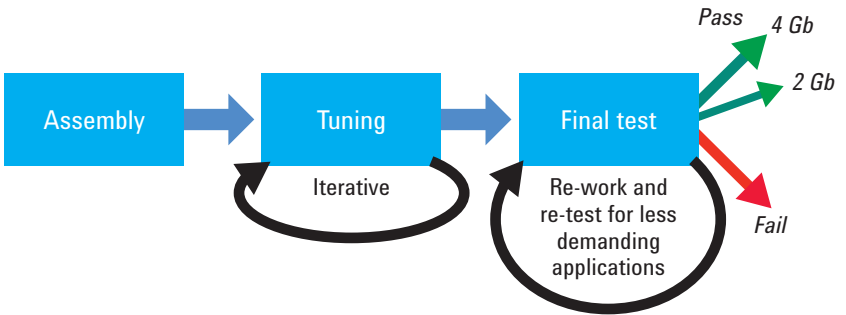 Pass
4 Gb
2 Gb
Assembly
Tuning
Final test
Iterative
Re-work and
re-test for less
demanding
applications
Fail